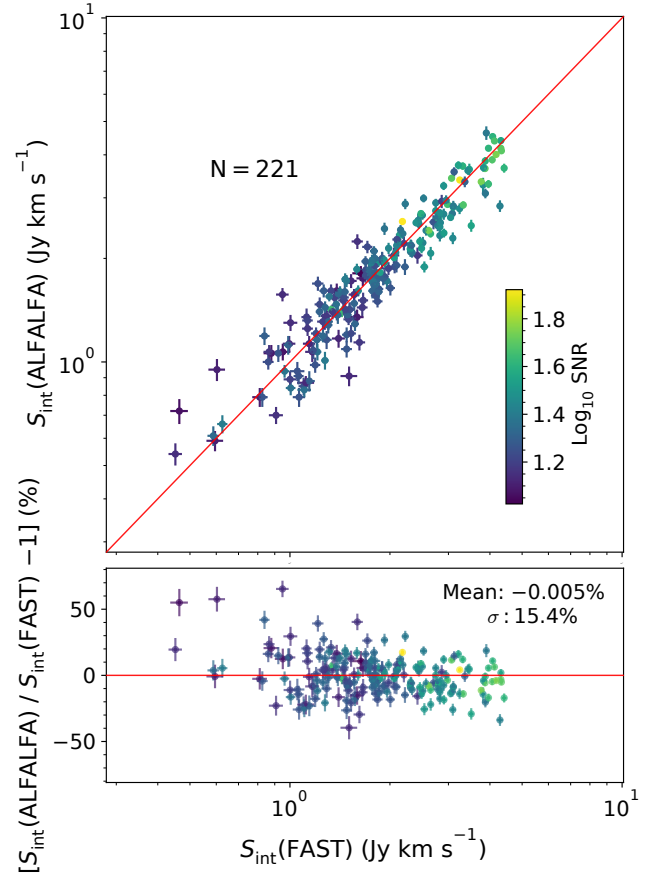 10¹
S_int(ALFALFA) (Jy km s⁻¹)
N = 221
10⁰
1.8
1.6
1.4
1.2
Log₁₀ SNR
[S_int(ALFALFA) / S_int(FAST) −1] (%)
50
0
−50
Mean: −0.005%
σ : 15.4%
10⁰
10¹
S_int(FAST) (Jy km s⁻¹)